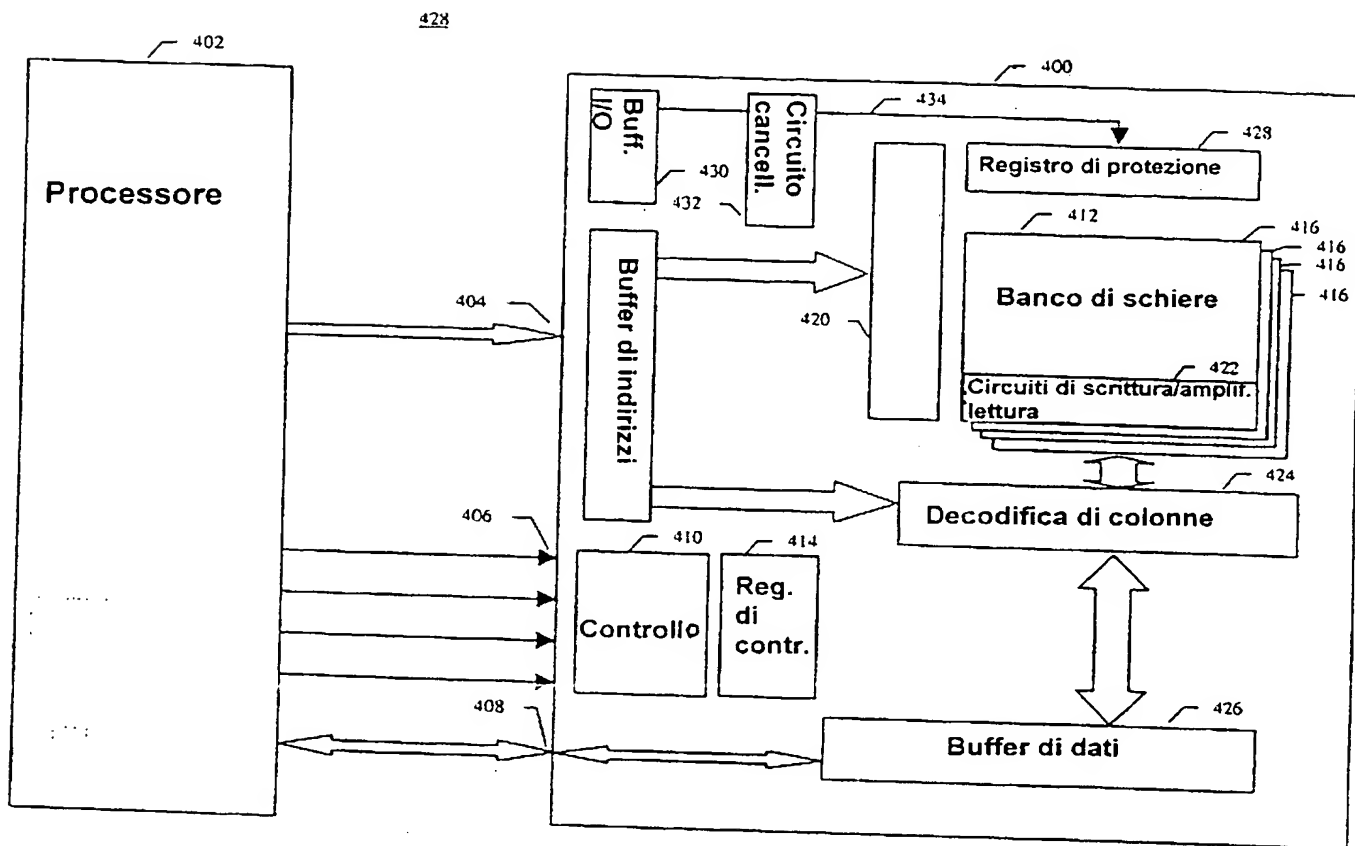 428
402
Processore
400
Buff.
I/O
430
Circuito
cancell.
432
434
428
Registro di protezione
412
416
416
416
416
Banco di schiere
422
Circuiti di scrittura/amplif.
lettura
420
404
Buffer di indirizzi
424
Decodifica di colonne
406
410
Controllo
414
Reg.
di
contr.
408
426
Buffer di dati